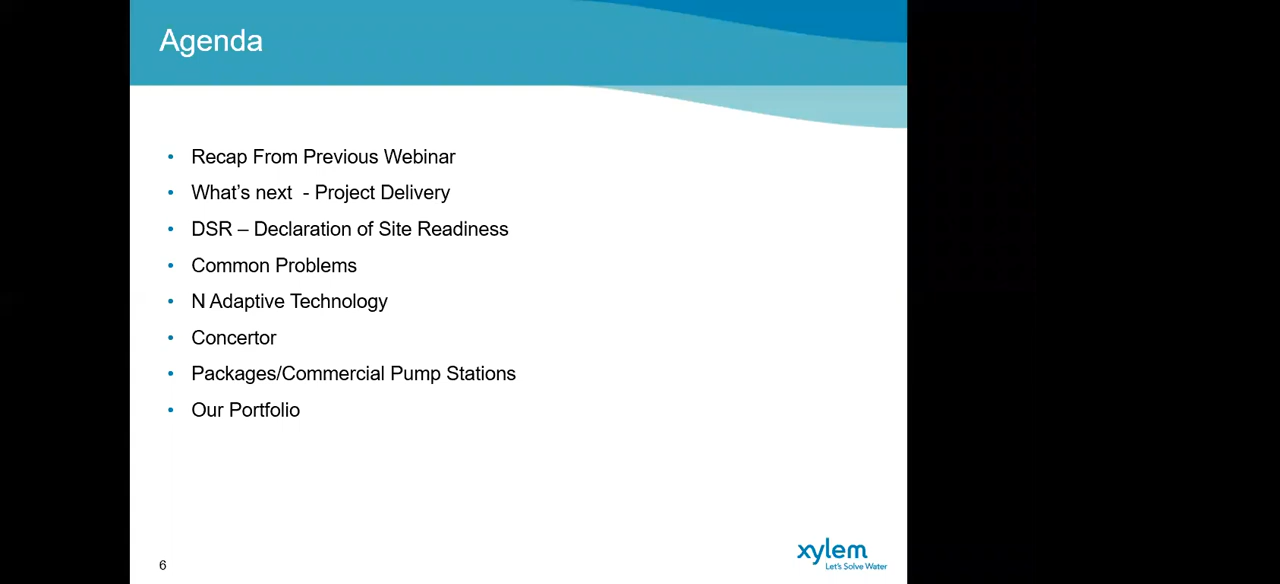 Agenda
• Recap From Previous Webinar
• What's next - Project Delivery
• DSR – Declaration of Site Readiness
• Common Problems
• N Adaptive Technology
• Concertor
• Packages/Commercial Pump Stations
• Our Portfolio
6
xylem
Let's Solve Water